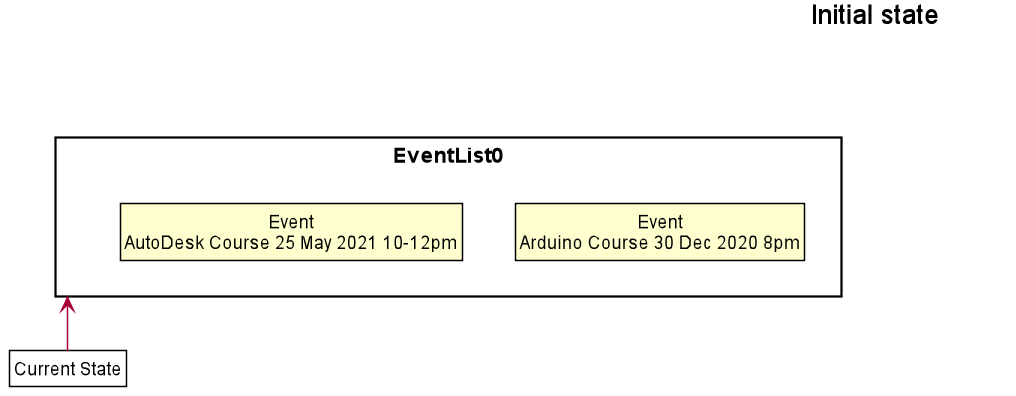 Initial state
EventList0
Event
AutoDesk Course 25 May 2021 10-12pm
Event
Arduino Course 30 Dec 2020 8pm
Current State